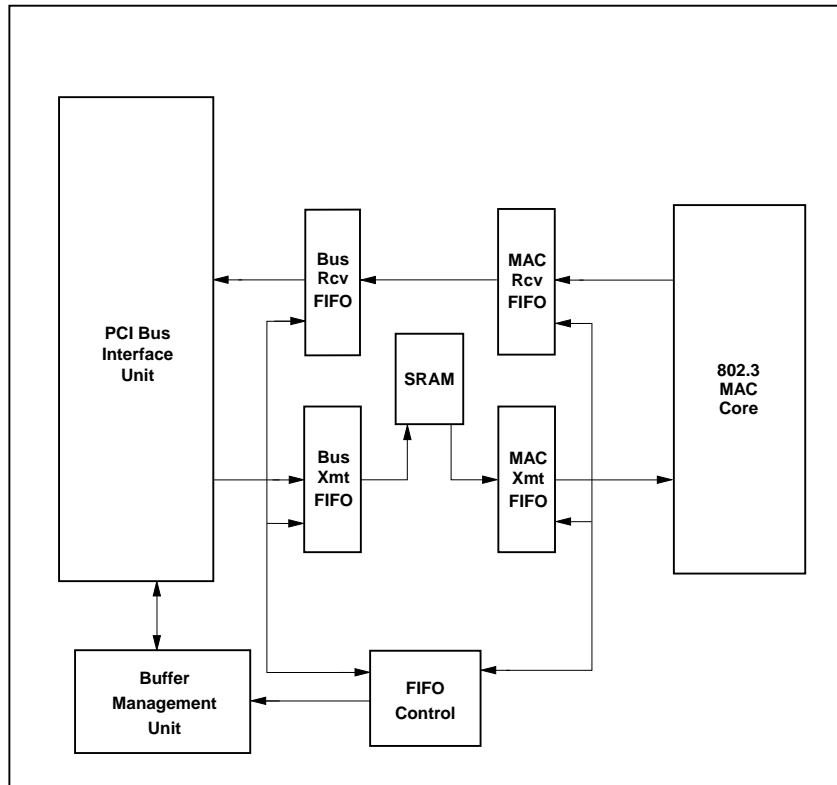 PCI Bus
Interface
Unit
Bus
Rcv
FIFO
MAC
Rcv
FIFO
802.3
MAC
Core
SRAM
Bus
Xmt
FIFO
MAC
Xmt
FIFO
Buffer
Management
Unit
FIFO
Control